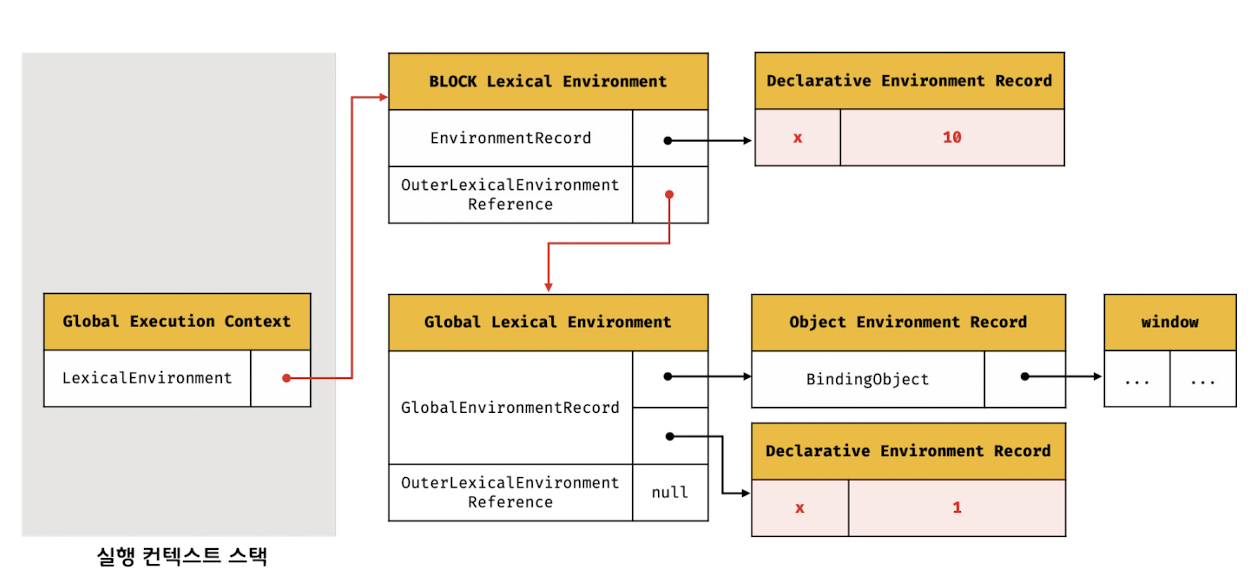 BLOCK Lexical Environment
EnvironmentRecord
OuterLexicalEnvironment
Reference
Declarative Environment Record
x
10
Global Execution Context
LexicalEnvironment
Global Lexical Environment
GlobalEnvironmentRecord
OuterLexicalEnvironment
Reference
null
Object Environment Record
BindingObject
window
...
...
Declarative Environment Record
x
1
실행 컨텍스트 스택